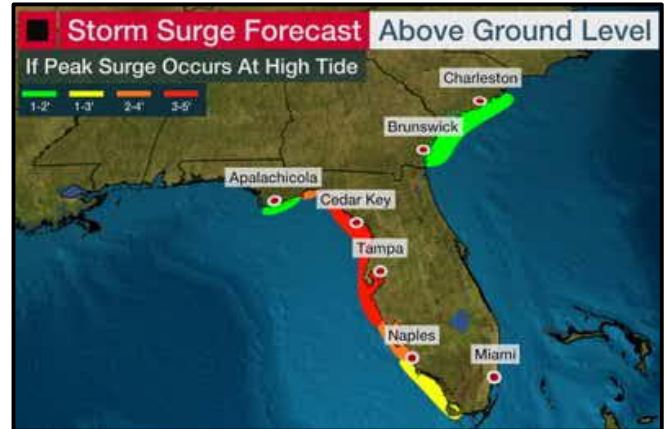 Storm Surge Forecast Above Ground Level
If Peak Surge Occurs At High Tide
1-2' 1-3' 2-4' 3-5'
Charleston
Brunswick
Apalachicola
Cedar Key
Tampa
Naples
Miami